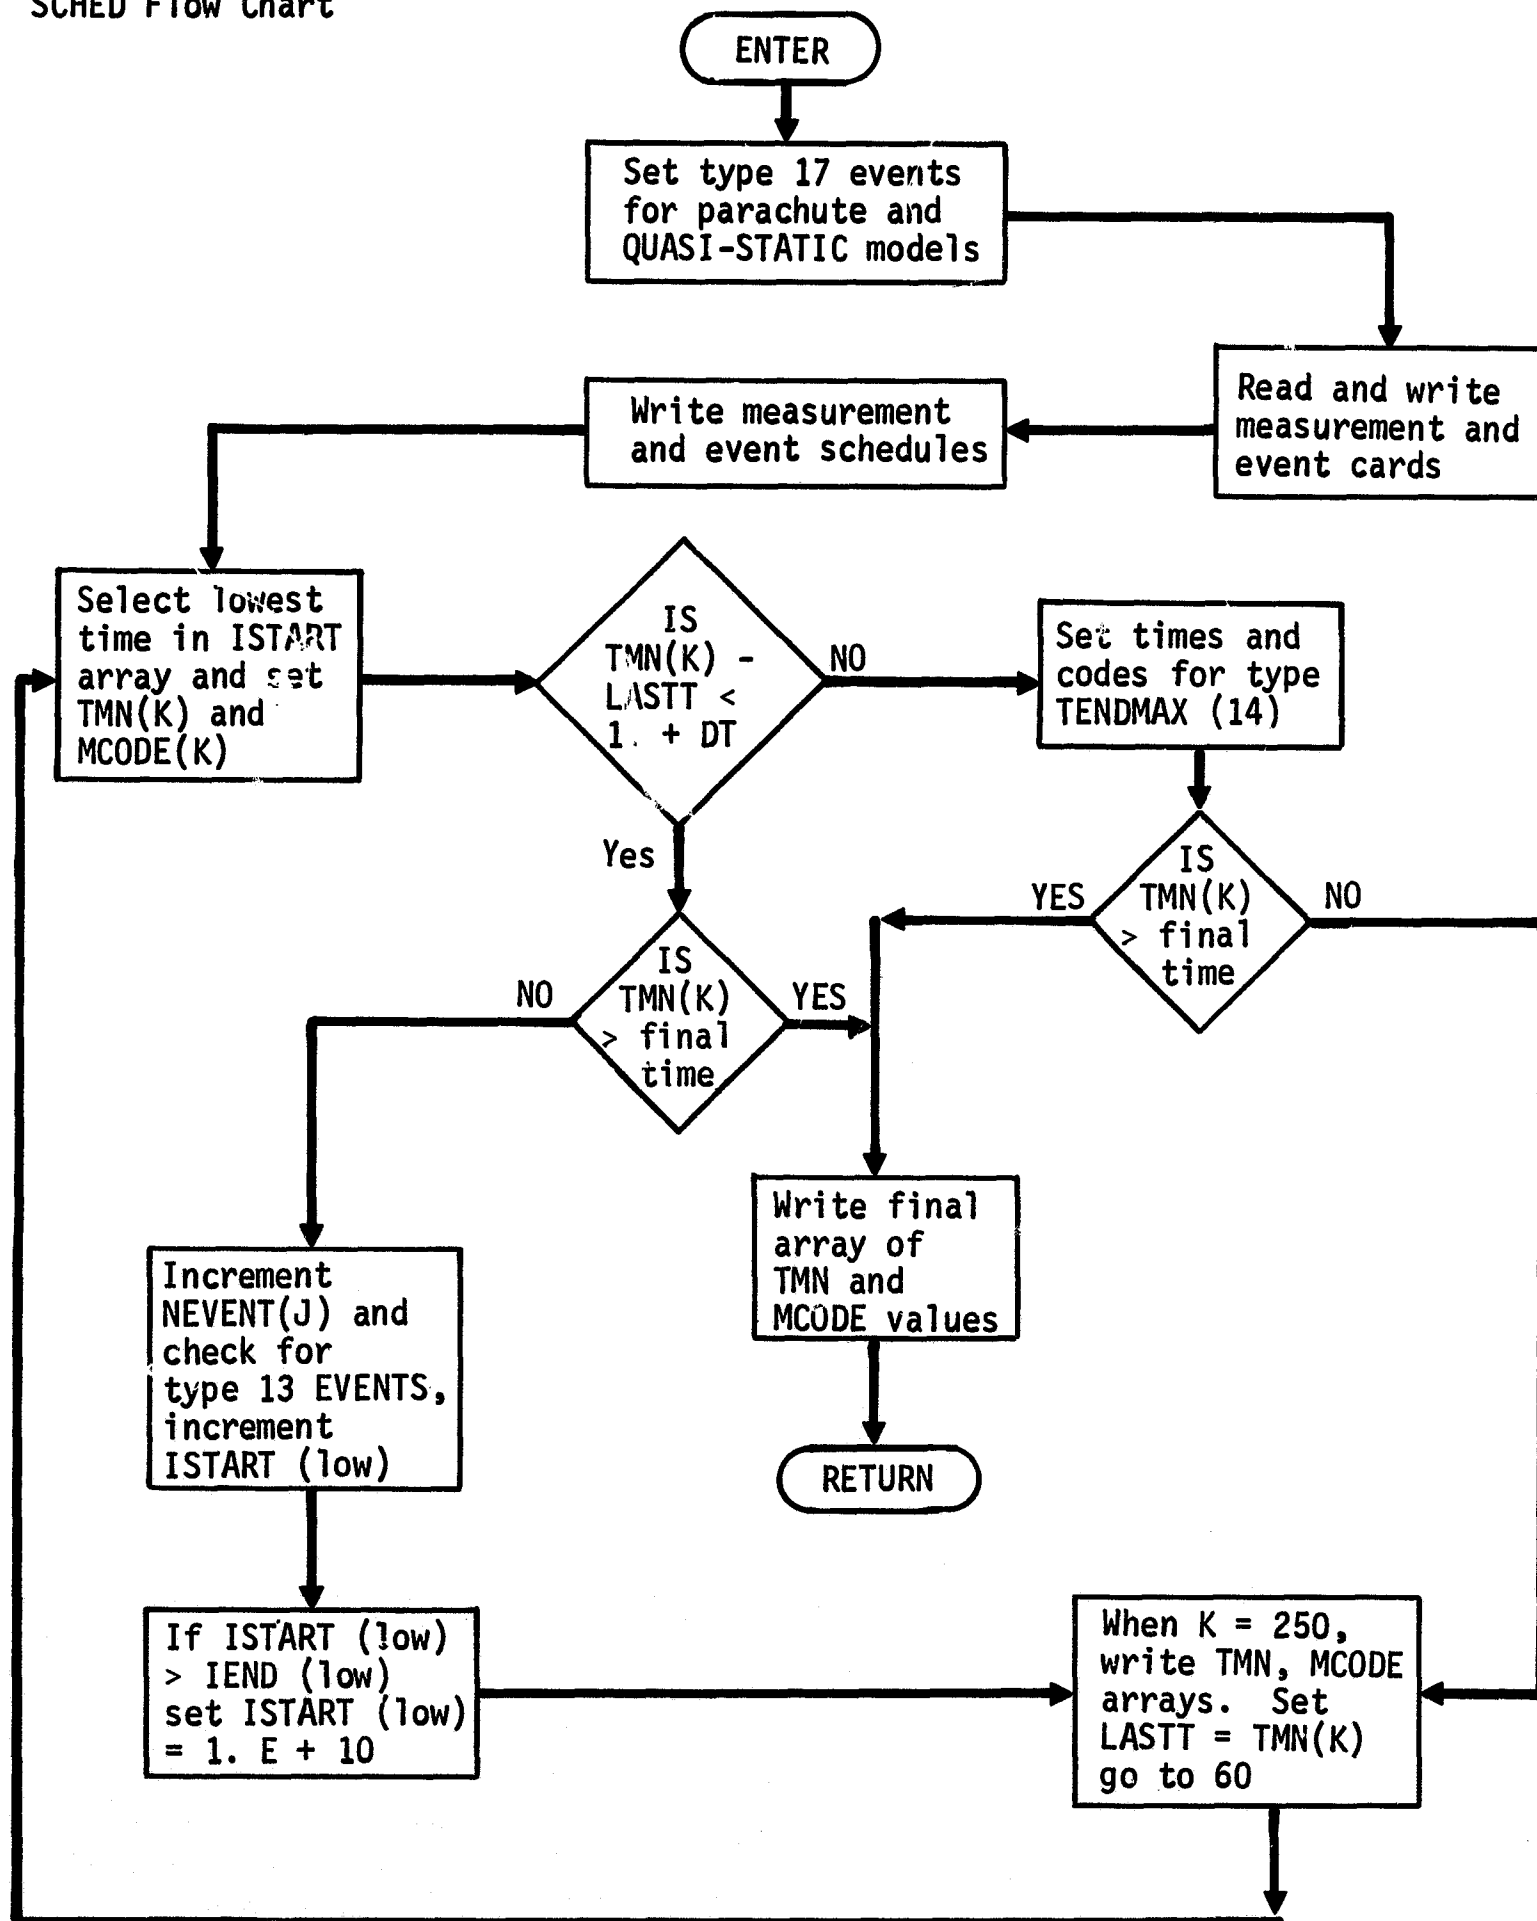 SCHED Flow Chart
ENTER
Set type 17 events
for parachute and
QUASI-STATIC models
Read and write
measurement and
event cards
Write measurement
and event schedules
Select lowest
time in ISTART
array and set
TMN(K) and
MCODE(K)
IS
TMN(K) -
LASTT <
1. + DT
NO
Yes
Set times and
codes for type
TENDMAX (14)
IS
TMN(K)
> final
time
YES
NO
IS
TMN(K)
> final
time
NO
YES
Write final
array of
TMN and
MCODE values
RETURN
Increment
NEVENT(J) and
check for
type 13 EVENTS,
increment
ISTART (low)
If ISTART (low)
> IEND (low)
set ISTART (low)
= 1. E + 10
When K = 250,
write TMN, MCODE
arrays. Set
LASTT = TMN(K)
go to 60